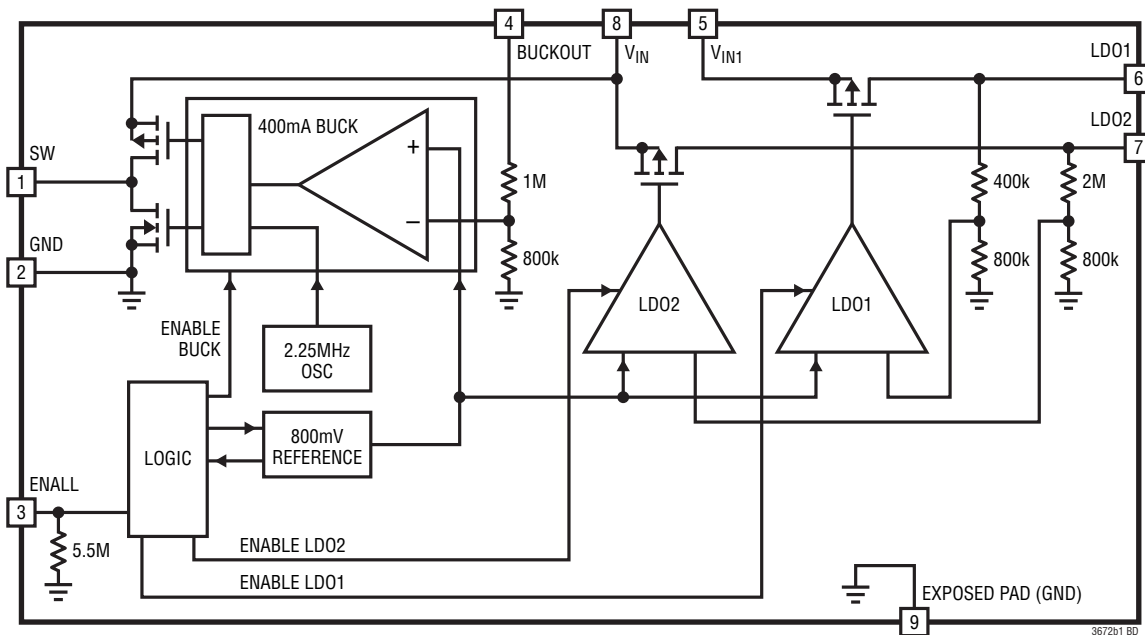 4
8
5
BUCKOUT
VIN
VIN1
LDO1
6
LDO2
7
400mA BUCK
+
–
SW
1
1M
400k
2M
GND
2
800k
800k
800k
LDO2
LDO1
ENABLE
BUCK
2.25MHz
OSC
LOGIC
800mV
REFERENCE
ENALL
3
5.5M
ENABLE LDO2
ENABLE LDO1
EXPOSED PAD (GND)
9
3672b1 BD